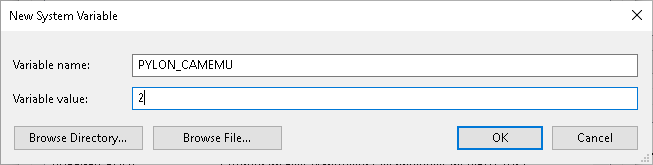 New System Variable
Variable name: PYLON_CAMEMU
Variable value: 2
Browse Directory... Browse File... OK Cancel